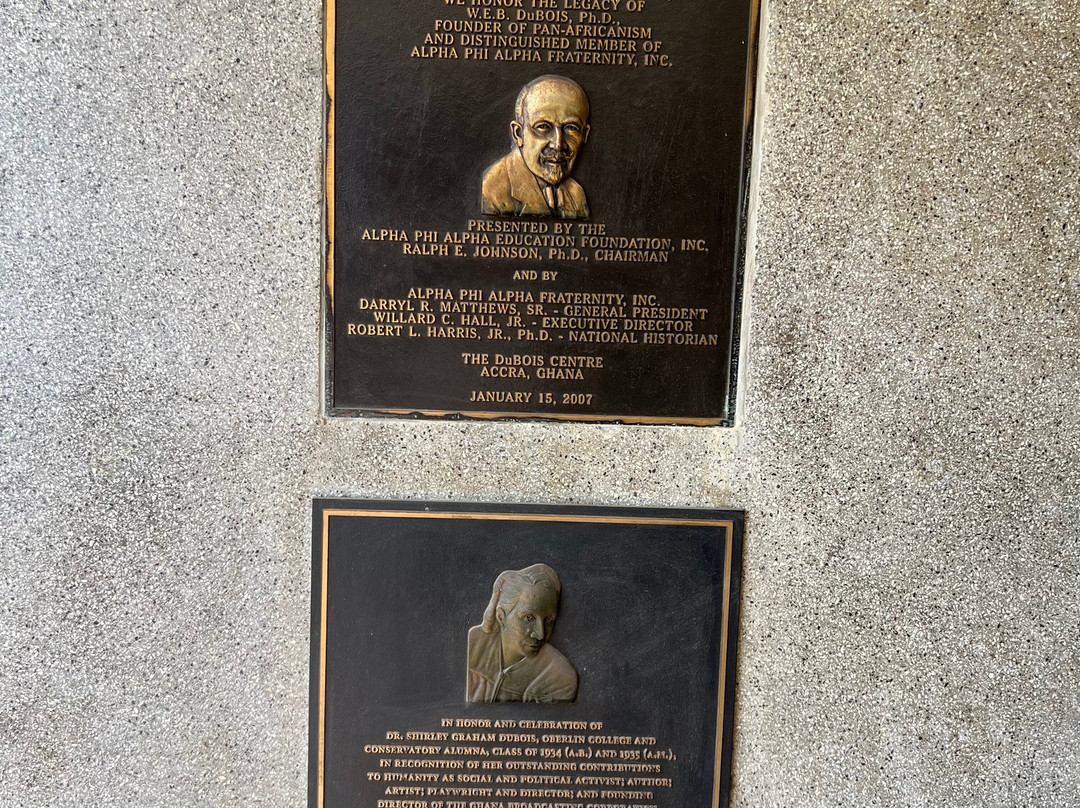 WE HONOR THE LEGACY OF
W.E.B. DuBOIS, Ph.D.,
FOUNDER OF PAN-AFRICANISM
AND DISTINGUISHED MEMBER OF
ALPHA PHI ALPHA FRATERNITY, INC.
PRESENTED BY THE
ALPHA PHI ALPHA EDUCATION FOUNDATION, INC.
RALPH E. JOHNSON, Ph.D., CHAIRMAN
AND BY
ALPHA PHI ALPHA FRATERNITY, INC.
DARRYL R. MATTHEWS, SR. - GENERAL PRESIDENT
WILLARD C. HALL, JR. - EXECUTIVE DIRECTOR
ROBERT L. HARRIS, JR., Ph.D. - NATIONAL HISTORIAN
THE DuBOIS CENTRE
ACCRA, GHANA
JANUARY 15, 2007
IN HONOR AND CELEBRATION OF
DR. SHIRLEY GRAHAM DUBOIS, OBERLIN COLLEGE AND
CONSERVATORY ALUMNA, CLASS OF 1934 (A.B.) AND 1935 (A.M.),
IN RECOGNITION OF HER OUTSTANDING CONTRIBUTIONS
TO HUMANITY AS SOCIAL AND POLITICAL ACTIVIST; AUTHOR;
ARTIST; PLAYWRIGHT AND DIRECTOR; AND FOUNDING
DIRECTOR OF THE GHANA BROADCASTING